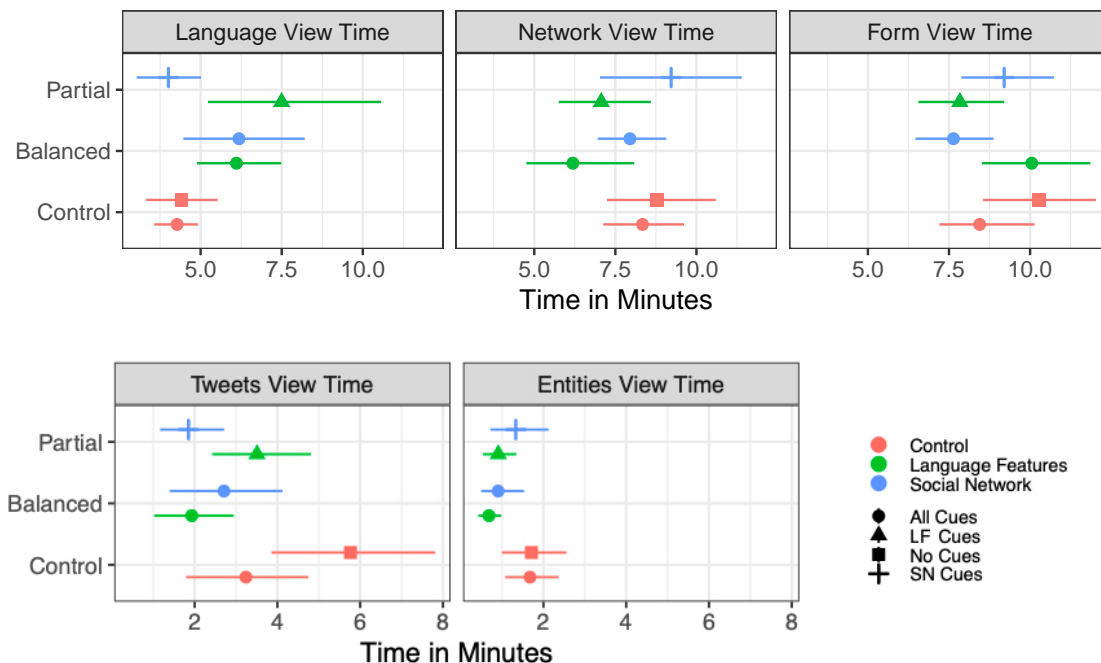 Language View Time Network View Time Form View Time
Partial
Balanced
Control
5.0 7.5 10.0 5.0 7.5 10.0 5.0 7.5 10.0
Time in Minutes
Tweets View Time Entities View Time
Partial
Balanced
Control
2 4 6 8 2 4 6 8
Time in Minutes
Control
Language Features
Social Network
All Cues
LF Cues
No Cues
SN Cues